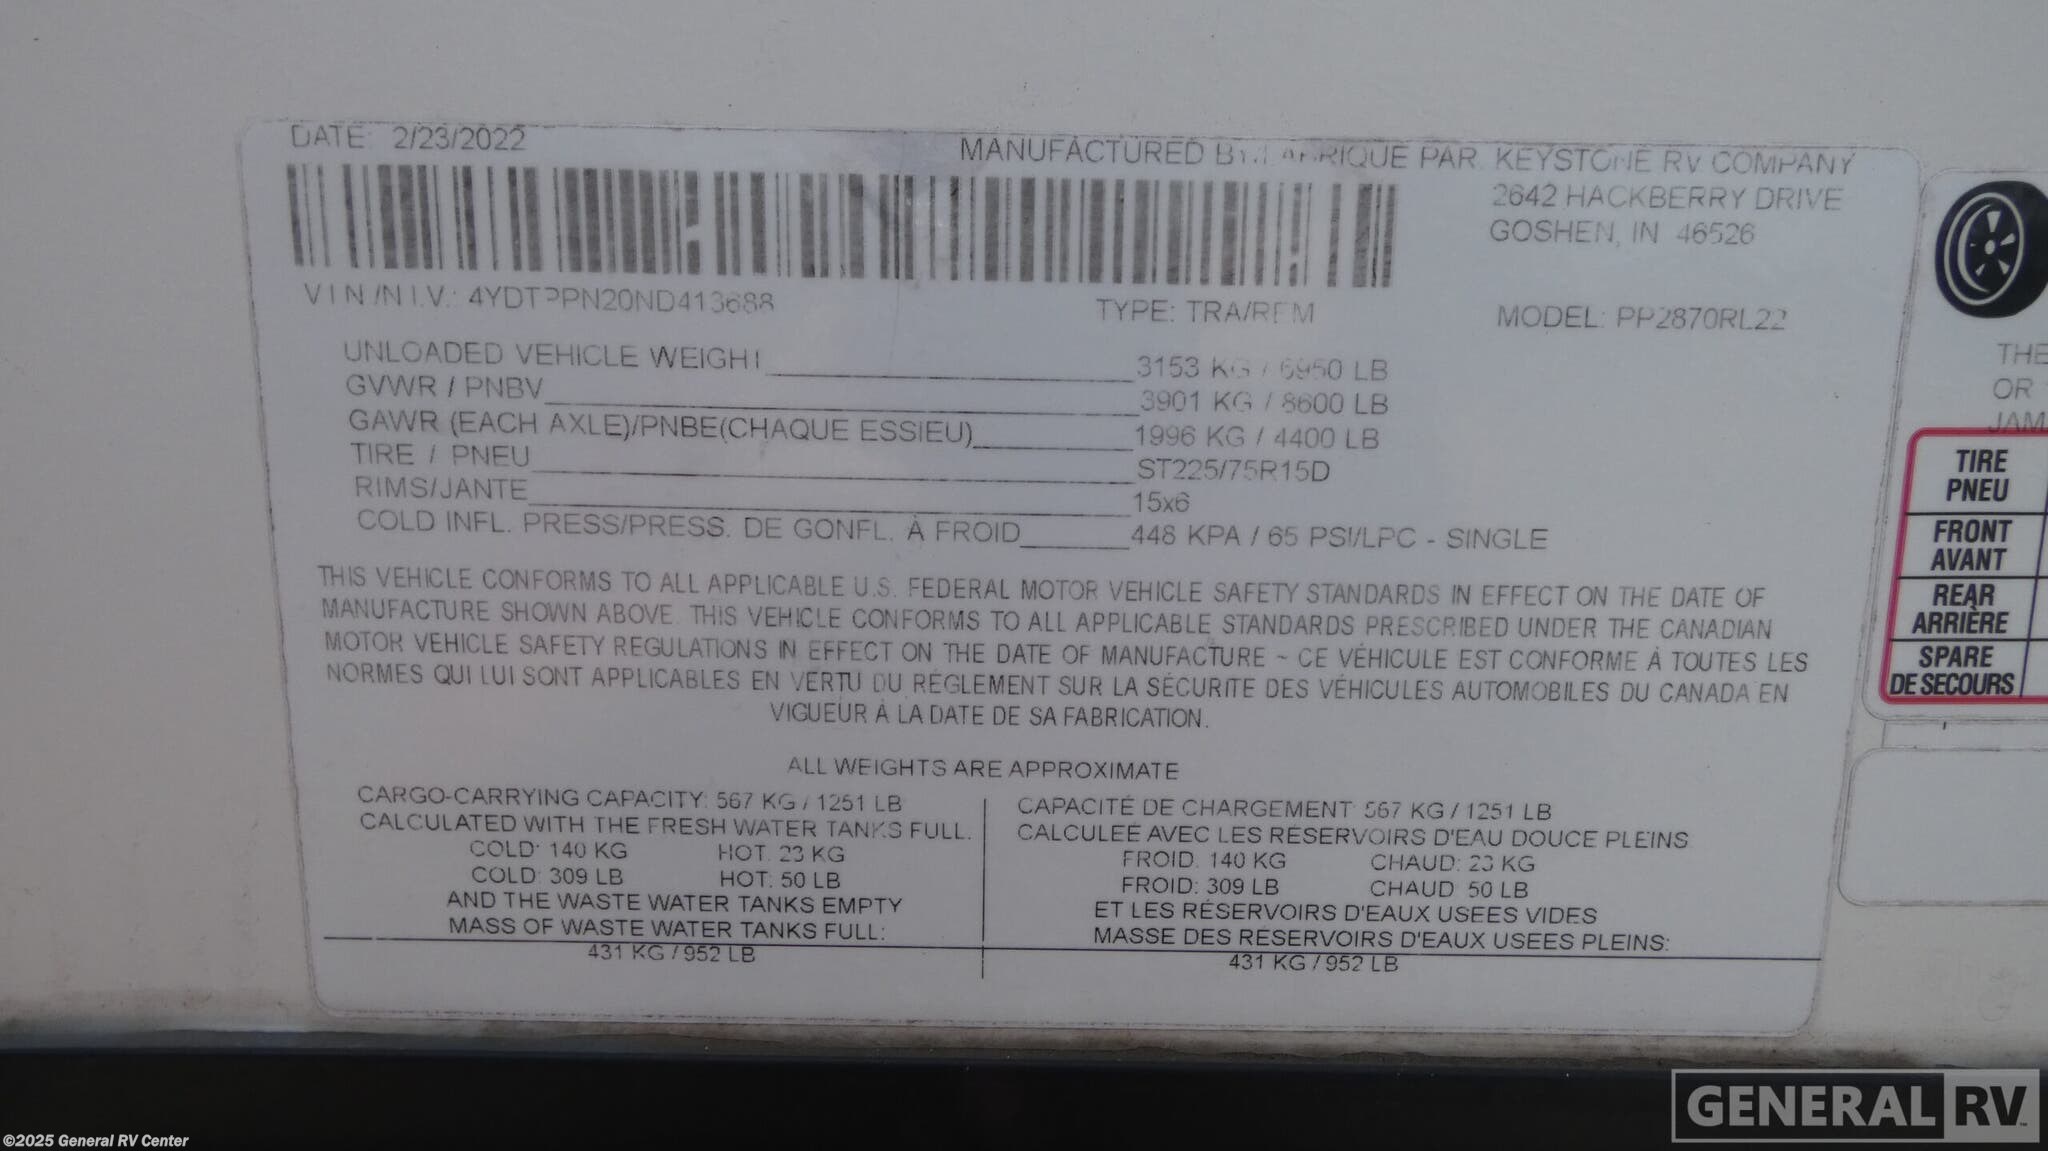 DATE: 2/23/2022
MANUFACTURED PAR KEYSTONE RV COMPANY
2642 HACKBERRY DRIVE
GOSHEN, IN 46526
V I N /N I.V.: TYPE: TRA/REM MODEL: PP2870RL22
UNLOADED VEHICLE WEIGHT 3153 KG / 6950 LB
GVWR / PNBV 3901 KG / 8600 LB
GAWR (EACH AXLE)/PNBE(CHAQUE ESSIEU) 1996 KG / 4400 LB
TIRE / PNEU ST225/75R15D
RIMS/JANTE 15x6
COLD INFL. PRESS/PRESS. DE GONFL. À FROID 448 KPA / 65 PSI/LPC - SINGLE
THIS VEHICLE CONFORMS TO ALL APPLICABLE U.S. FEDERAL MOTOR VEHICLE SAFETY STANDARDS IN EFFECT ON THE DATE OF
MANUFACTURE SHOWN ABOVE. THIS VEHICLE CONFORMS TO ALL APPLICABLE STANDARDS PRESCRIBED UNDER THE CANADIAN
MOTOR VEHICLE SAFETY REGULATIONS IN EFFECT ON THE DATE OF MANUFACTURE ~ CE VÉHICULE EST CONFORME À TOUTES LES
NORMES QUI LUI SONT APPLICABLES EN VERTU DU RÉGLEMENT SUR LA SÉCURITE DES VÉHICULES AUTOMOBILES DU CANADA EN
VIGUEUR À LA DATE DE SA FABRICATION.
ALL WEIGHTS ARE APPROXIMATE
CARGO-CARRYING CAPACITY: 567 KG / 1251 LB
CALCULATED WITH THE FRESH WATER TANKS FULL.
COLD: 140 KG HOT: 23 KG
COLD: 309 LB HOT: 50 LB
AND THE WASTE WATER TANKS EMPTY
MASS OF WASTE WATER TANKS FULL:
431 KG / 952 LB
CAPACITÉ DE CHARGEMENT 567 KG / 1251 LB
CALCULEÉ AVEC LES RÉSERVOIRS D'EAU DOUCE PLEINS
FROID: 140 KG CHAUD: 23 KG
FROID: 309 LB CHAUD: 50 LB
ET LES RÉSERVOIRS D'EAUX USEES VIDES
MASSE DES RÉSERVOIRS D'EAUX USEES PLEINS:
431 KG / 952 LB
THE
OR
JAM
TIRE
PNEU
FRONT
AVANT
REAR
ARRIÈRE
SPARE
DE SECOURS
©2025 General RV Center
GENERAL RV